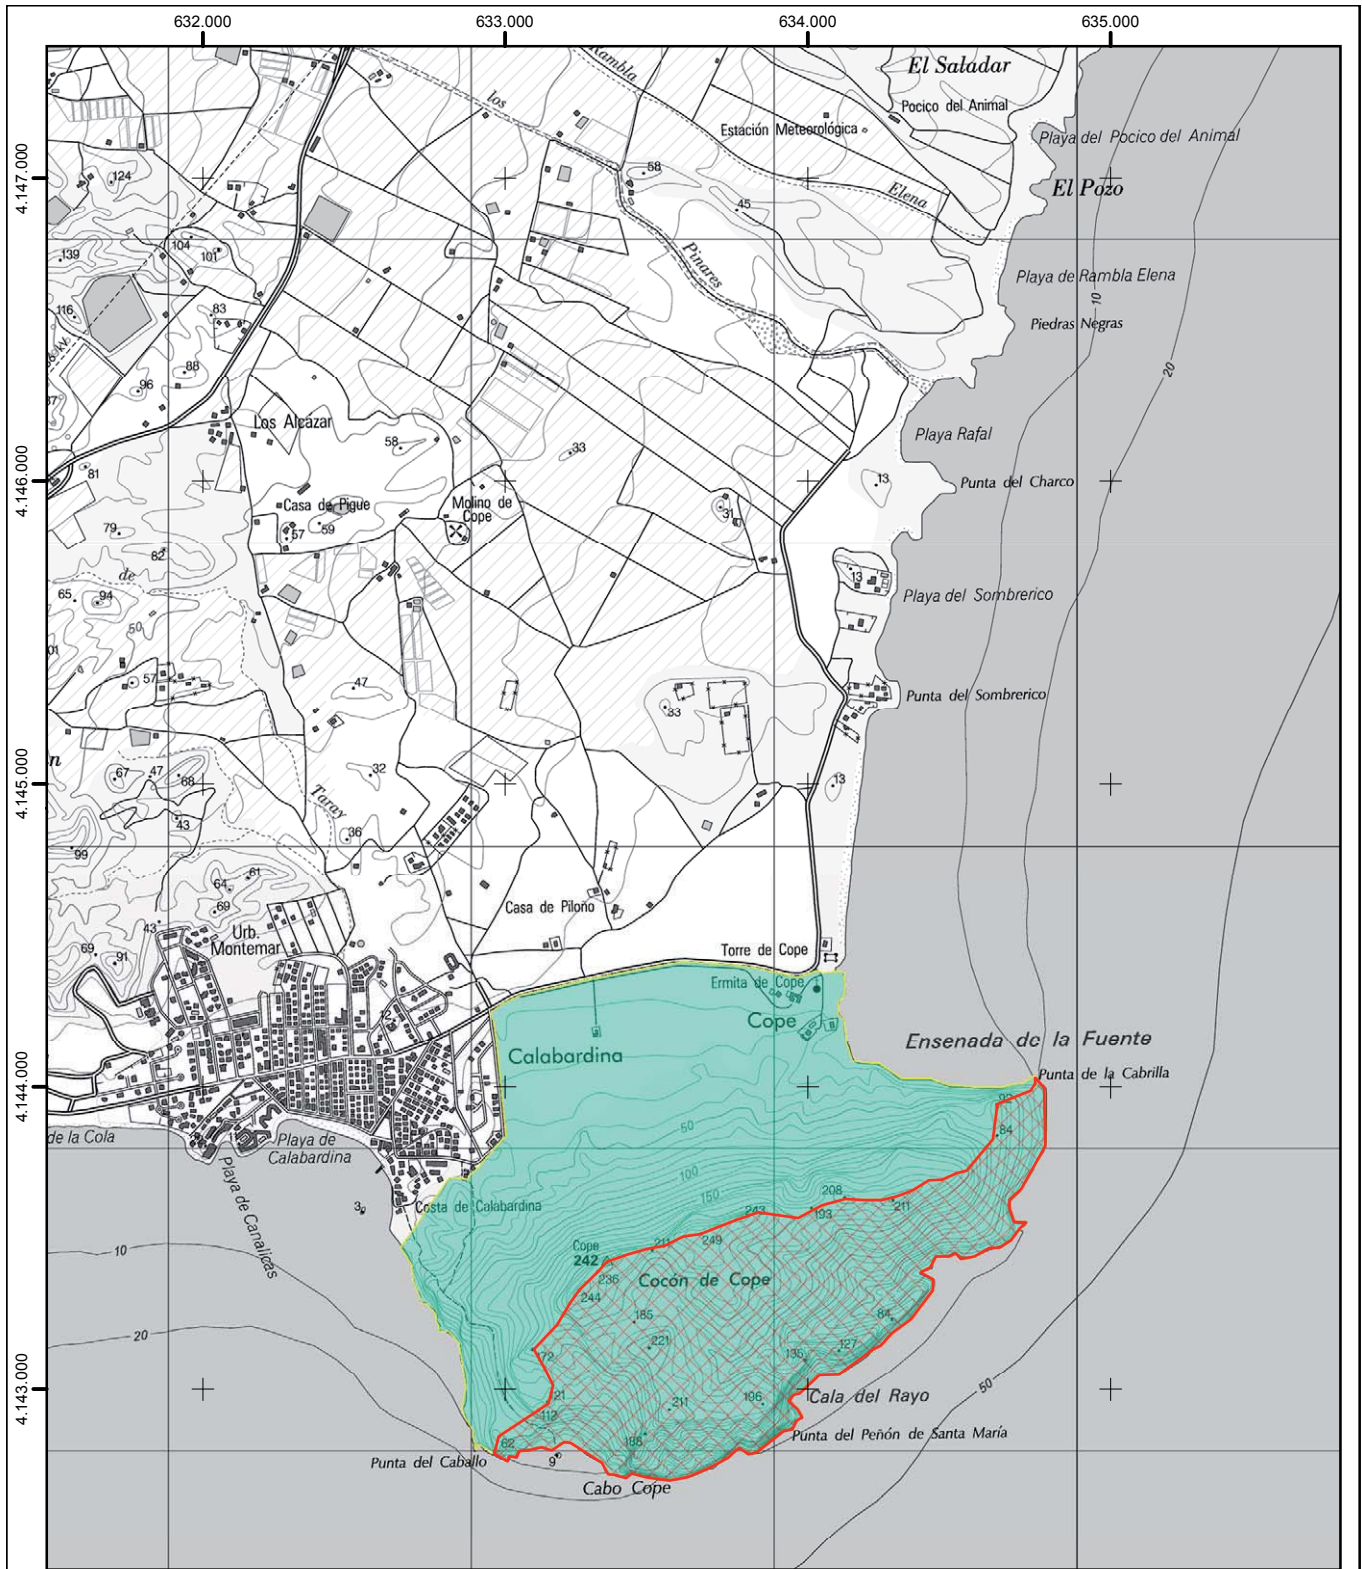 632.000 633.000 634.000 635.000
El Saladar
Rambla
los
Pocico del Animal
Estación Meteorológica
Playa del Pocico del Animal
4.147.000
124
58
Elena
El Pozo
45
104
101
139
Pinares
Playa de Rambla Elena
10
116
83
Piedras Negras
20
88
96
Los Alcazar
58
33
Playa Rafal
81
13
Punta del Charco
4.146.000
Casa de Pigue
Molino de
Cope
59
57
31
79
82
de
13
65
94
Playa del Sombrerico
50
57
47
Punta del Sombrerico
33
67
47
68
32
13
4.145.000
Taray
43
36
99
61
64
69
Casa de Piloño
43
Urb.
Montemar
69
91
Torre de Cope
Ermita de Cope
12
Cope
Calabardina
Ensenada de la Fuente
Punta de la Cabrilla
4.144.000
92
84
50
de la Cola
Playa de
Calabardina
100
150
Playa de Canalicas
208
211
3
Costa de Calabardina
243
193
10
211
249
Cope
242
236
Cocón de Cope
244
185
84
20
221
127
135
172
50
4.143.000
21
Cala del Rayo
211
196
112
62
188
Punta del Peñón de Santa María
Punta del Caballo
9
Cabo Cope